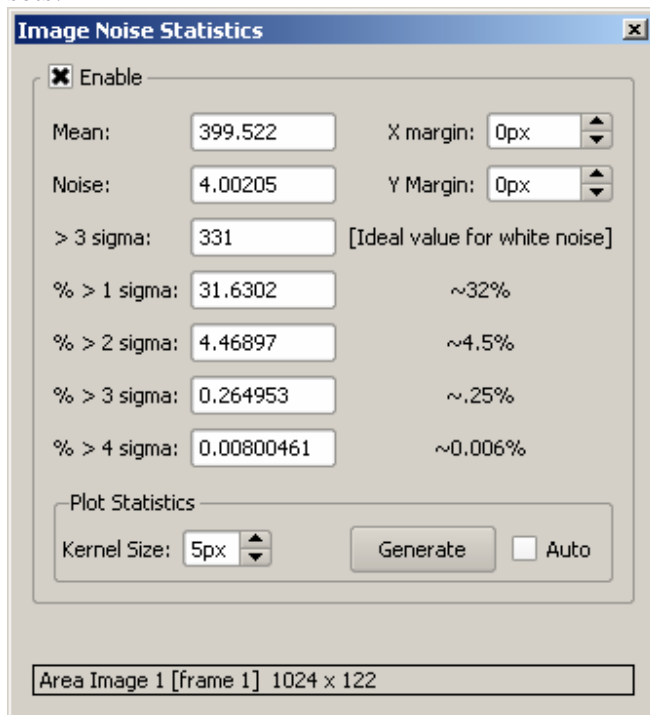 Image Noise Statistics
Enable
Mean: 399.522 X margin: 0px
Noise: 4.00205 Y Margin: 0px
> 3 sigma: 331 [Ideal value for white noise]
% > 1 sigma: 31.6302 ~32%
% > 2 sigma: 4.46897 ~4.5%
% > 3 sigma: 0.264953 ~.25%
% > 4 sigma: 0.00800461 ~0.006%
Plot Statistics
Kernel Size: 5px Generate Auto
Area Image 1 [frame 1] 1024 x 122